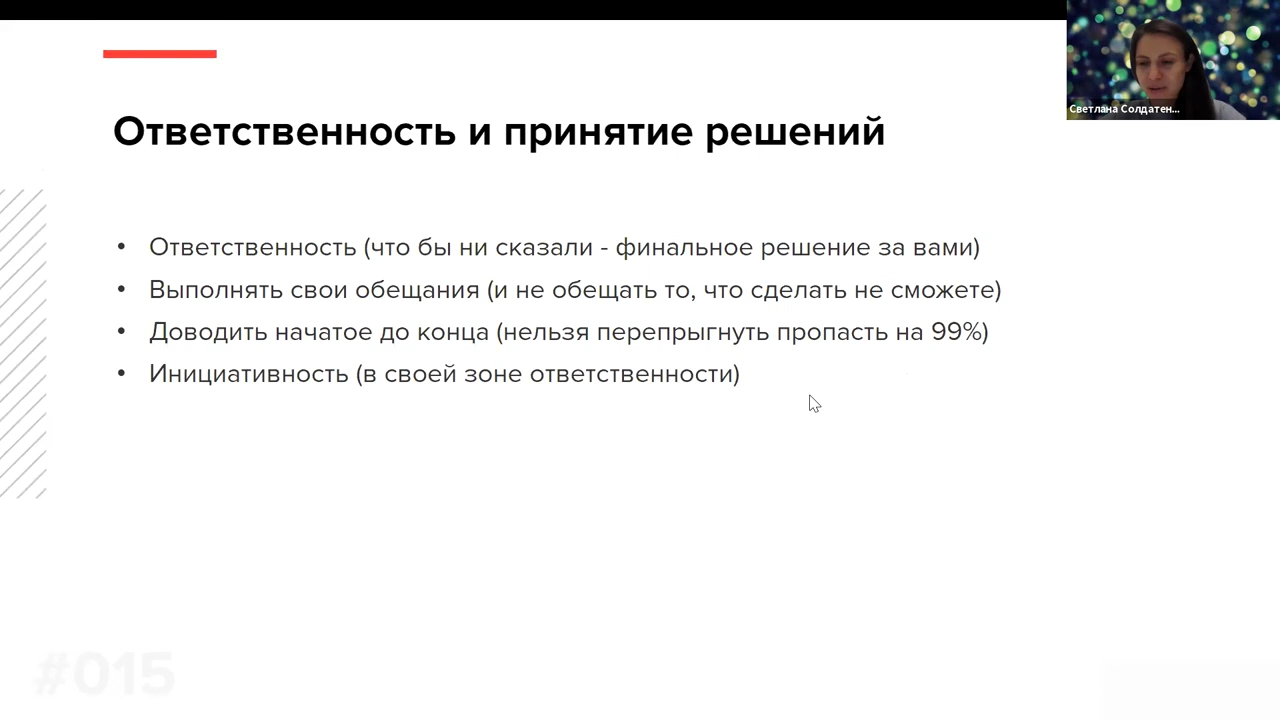 Светлана Солдатен...
Ответственность и принятие решений
• Ответственность (что бы ни сказали - финальное решение за вами)
• Выполнять свои обещания (и не обещать то, что сделать не сможете)
• Доводить начатое до конца (нельзя перепрыгнуть пропасть на 99%)
• Инициативность (в своей зоне ответственности)
#015